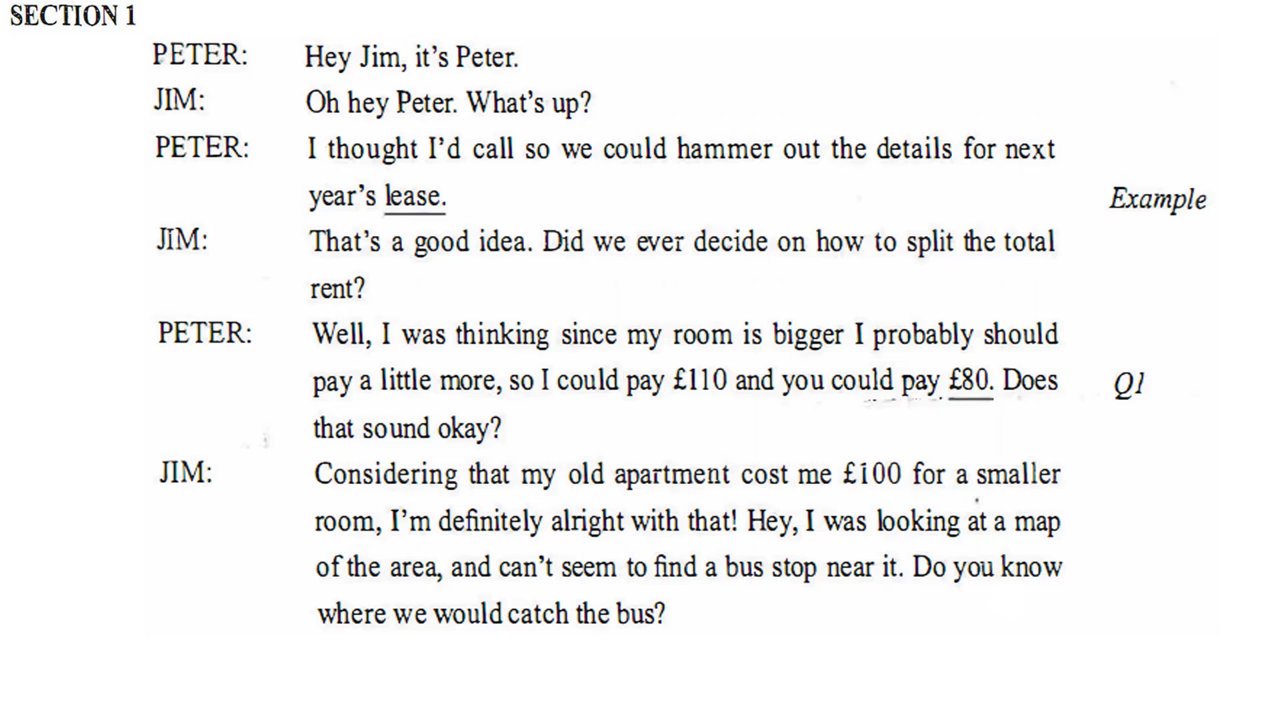 SECTION 1
PETER: Hey Jim, it's Peter.
JIM: Oh hey Peter. What's up?
PETER: I thought I'd call so we could hammer out the details for next
year's lease. Example
JIM: That's a good idea. Did we ever decide on how to split the total
rent?
PETER: Well, I was thinking since my room is bigger I probably should
pay a little more, so I could pay £110 and you could pay £80. Does Q1
that sound okay?
JIM: Considering that my old apartment cost me £100 for a smaller
room, I'm definitely alright with that! Hey, I was looking at a map
of the area, and can't seem to find a bus stop near it. Do you know
where we would catch the bus?